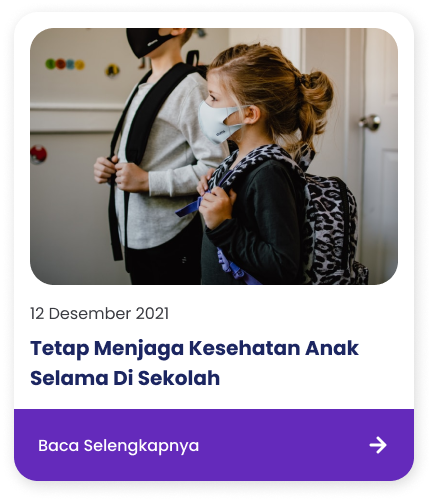 12 Desember 2021
Tetap Menjaga Kesehatan Anak
Selama Di Sekolah
Baca Selengkapnya